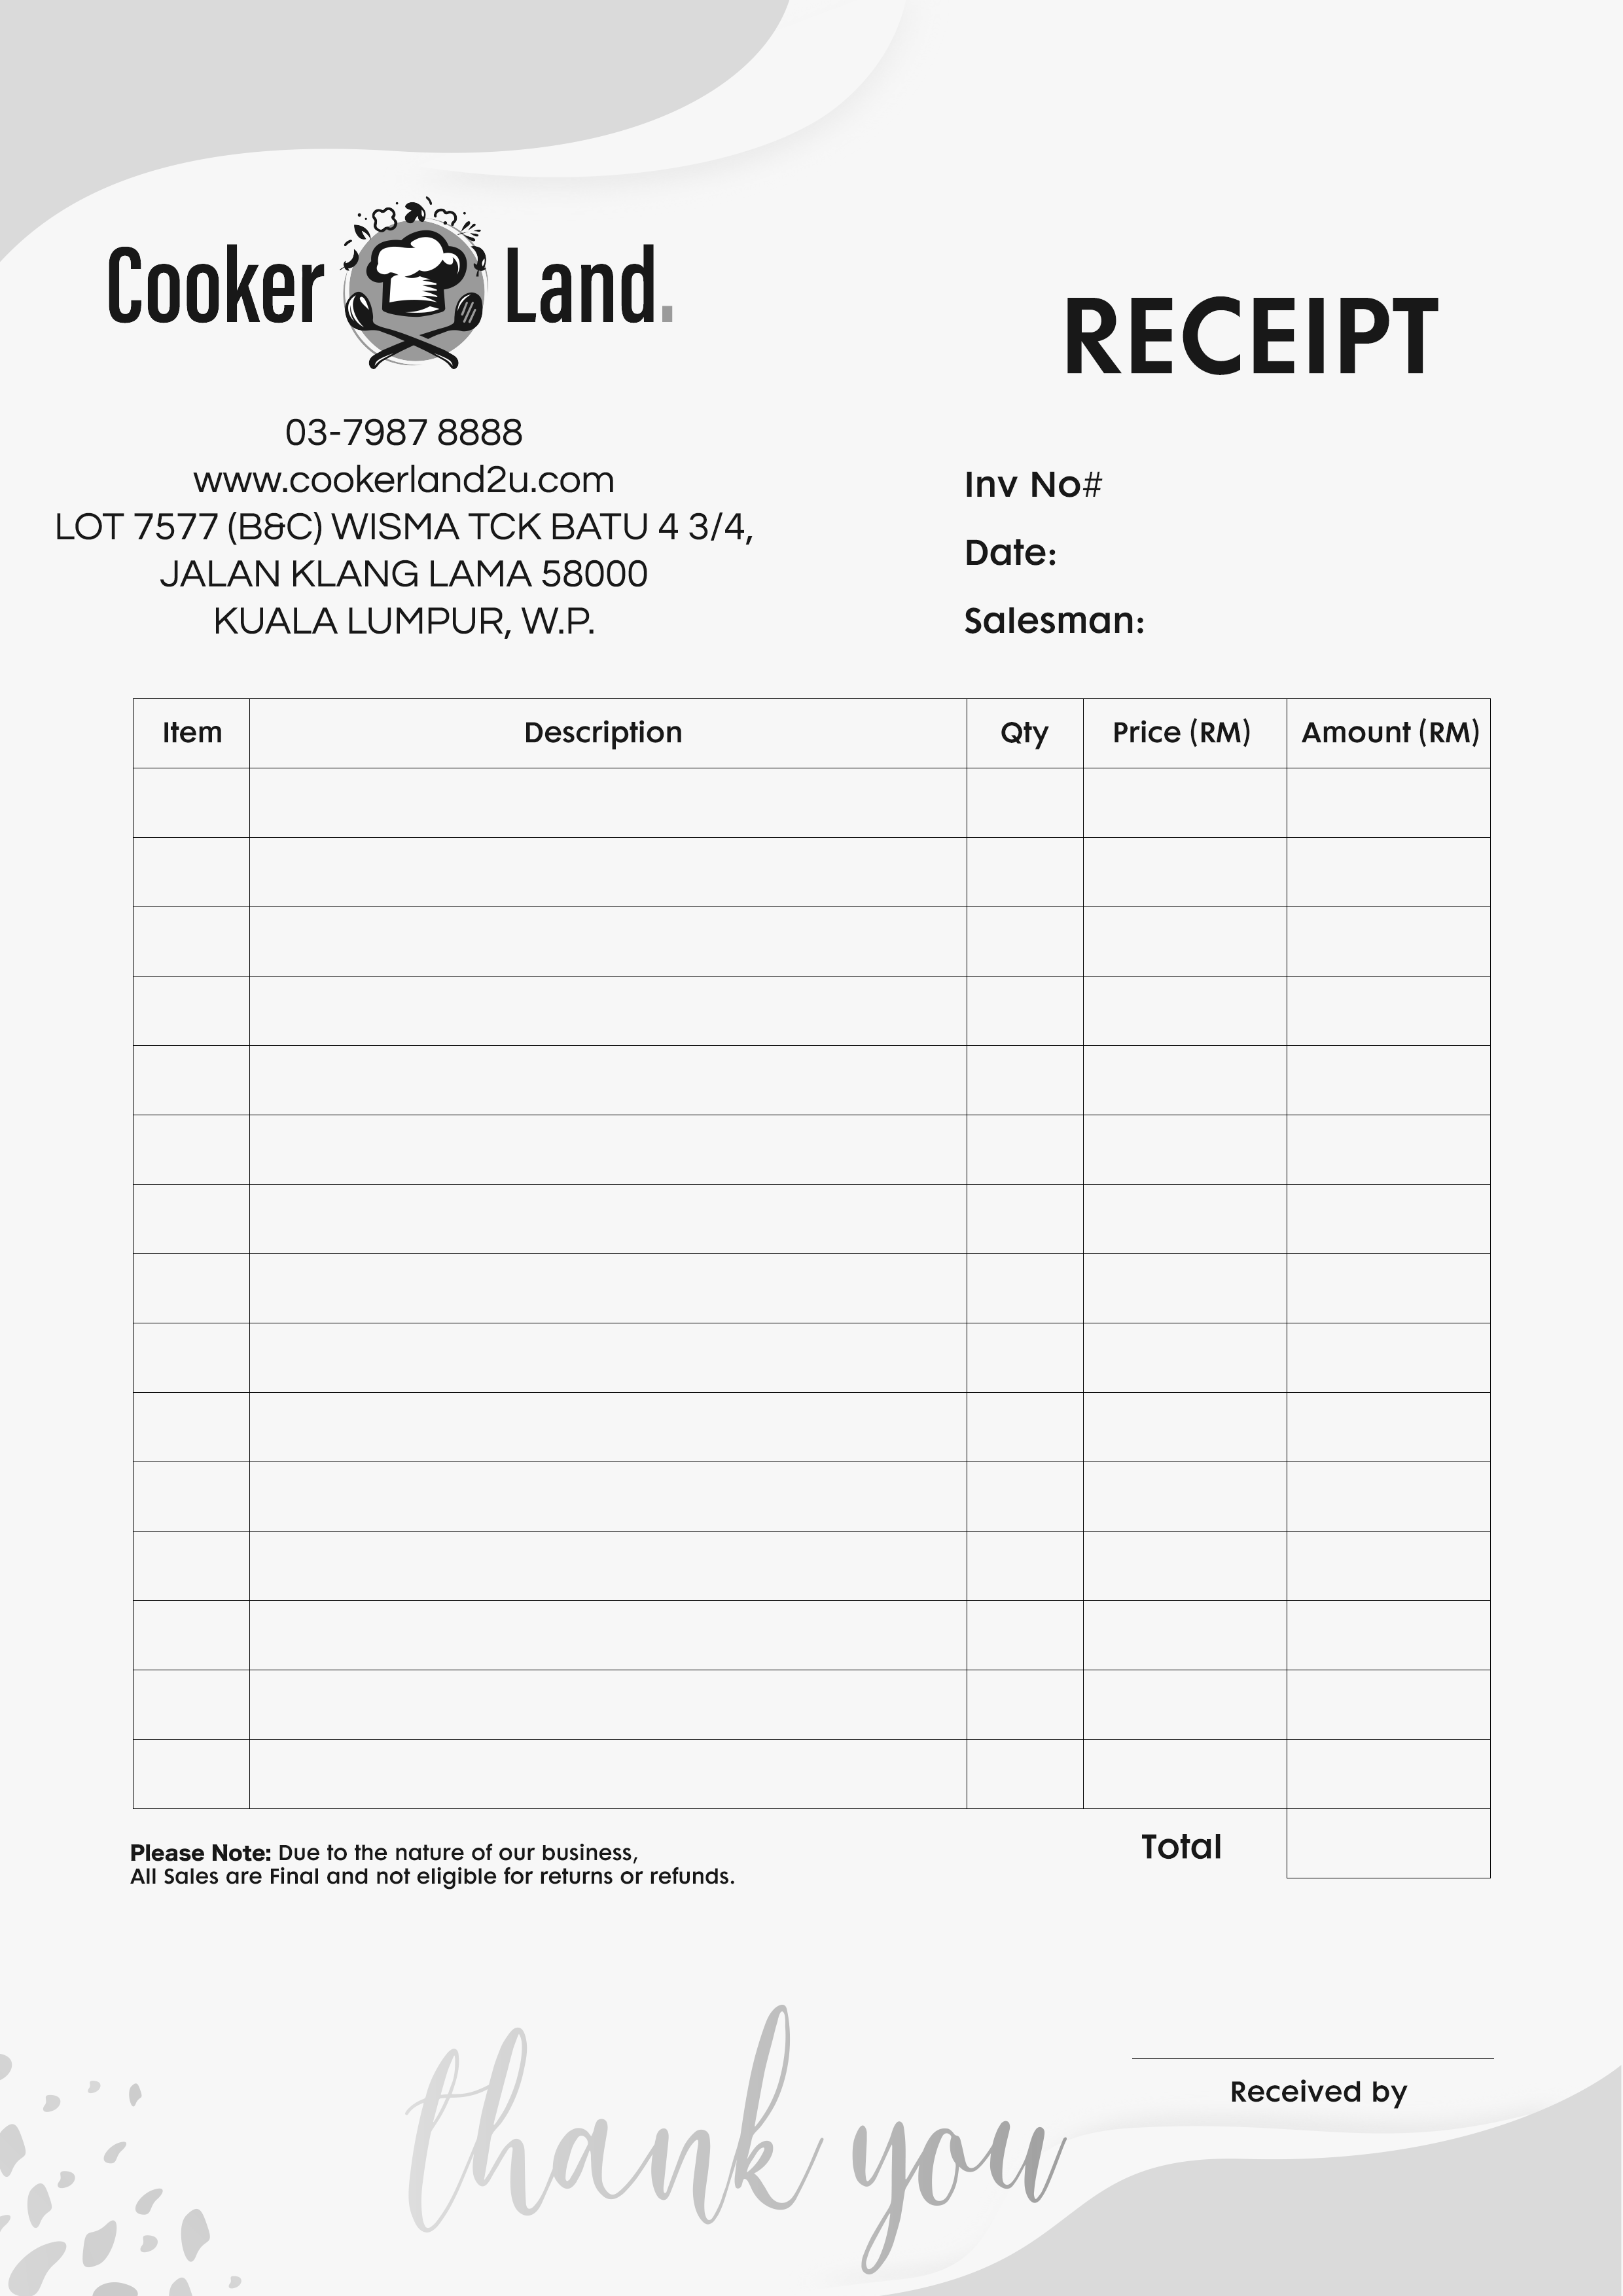 Cooker Land.
RECEIPT
03-7987 8888
www.cookerland2u.com
LOT 7577 (B&C) WISMA TCK BATU 4 3/4,
JALAN KLANG LAMA 58000
KUALA LUMPUR, W.P.
Inv No#
Date:
Salesman:
Item Description Qty Price (RM) Amount (RM)
Total
Please Note: Due to the nature of our business,
All Sales are Final and not eligible for returns or refunds.
Received by
thank you